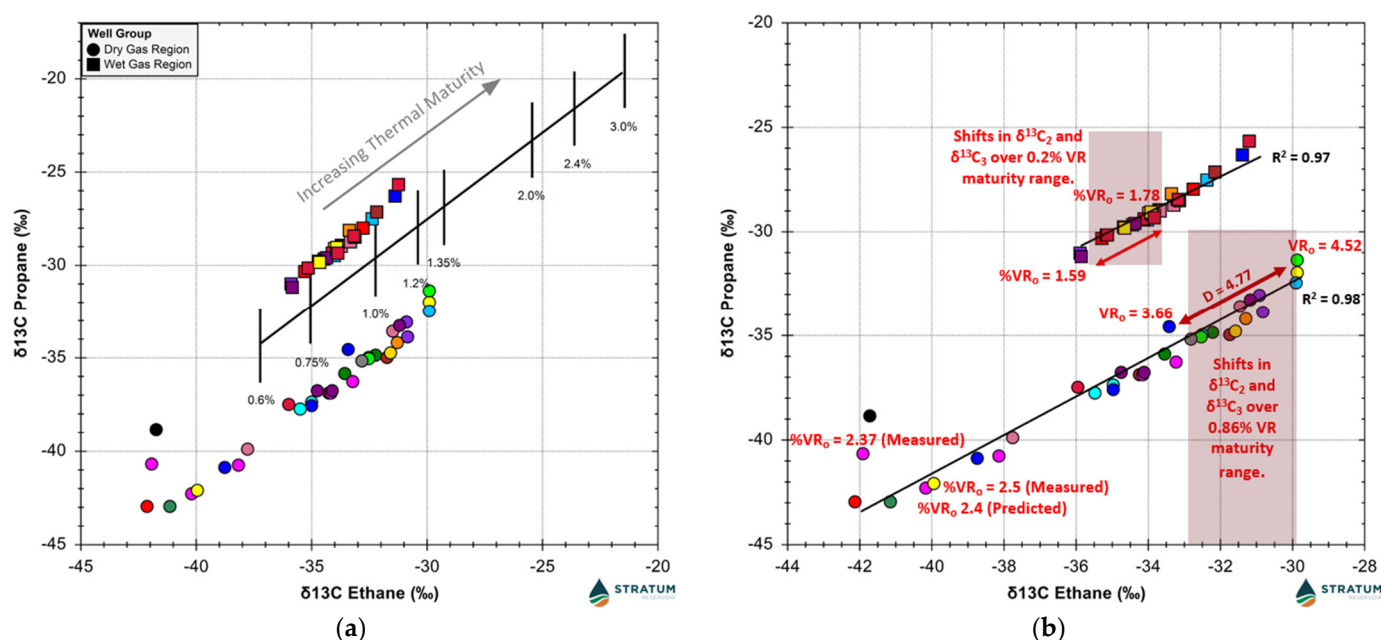 Well Group
Dry Gas Region
Wet Gas Region
Increasing Thermal Maturity
0.6%
0.75%
1.0%
1.2%
1.35%
2.0%
2.4%
3.0%
-20
-25
-30
-35
-40
-45
δ13C Propane (‰)
-45
-40
-35
-30
-25
-20
δ13C Ethane (‰)
STRATUM
RESERVOIR
(a)
-20
-25
-30
-35
-40
-45
δ13C Propane (‰)
Shifts in δ¹³C₂ and
δ¹³C₃ over 0.2% VR
maturity range.
%VRₒ = 1.78
R² = 0.97
%VRₒ = 1.59
VRₒ = 4.52
D = 4.77
VRₒ = 3.66
R² = 0.98
Shifts in
δ¹³C₂ and
δ¹³C₃ over
0.86% VR
maturity
range.
%VRₒ = 2.37 (Measured)
%VRₒ = 2.5 (Measured)
%VRₒ 2.4 (Predicted)
-44
-42
-40
-38
-36
-34
-32
-30
-28
δ13C Ethane (‰)
STRATUM
RESERVOIR
(b)